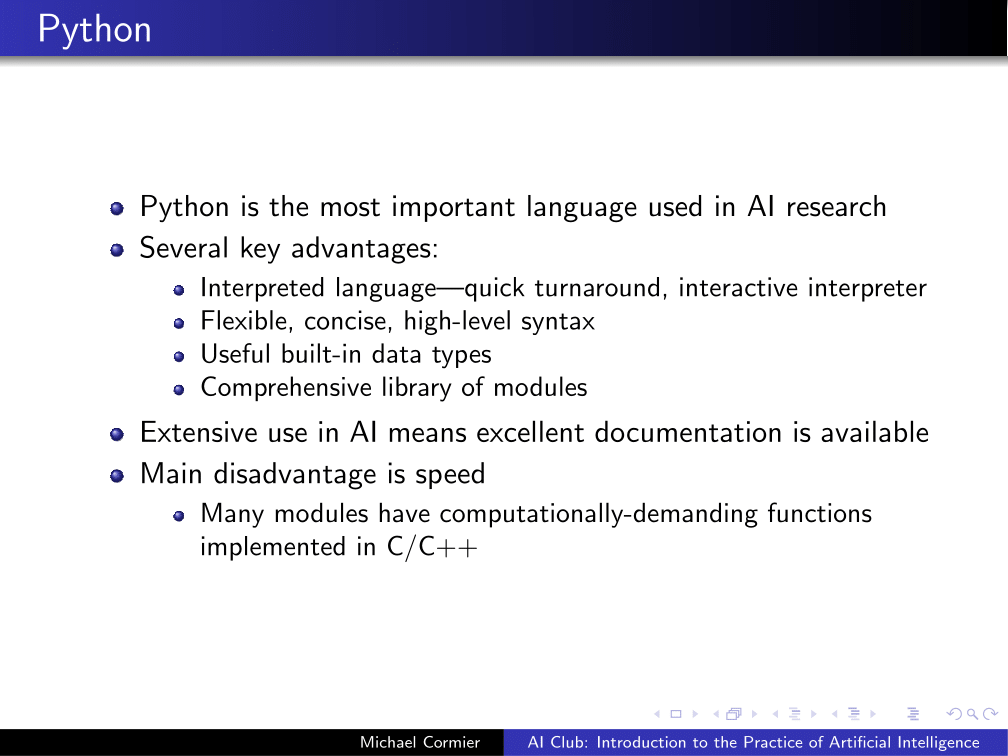 Python
Python is the most important language used in AI research
Several key advantages:
Interpreted language—quick turnaround, interactive interpreter
Flexible, concise, high-level syntax
Useful built-in data types
Comprehensive library of modules
Extensive use in AI means excellent documentation is available
Main disadvantage is speed
Many modules have computationally-demanding functions
implemented in C/C++
Michael Cormier
AI Club: Introduction to the Practice of Artificial Intelligence